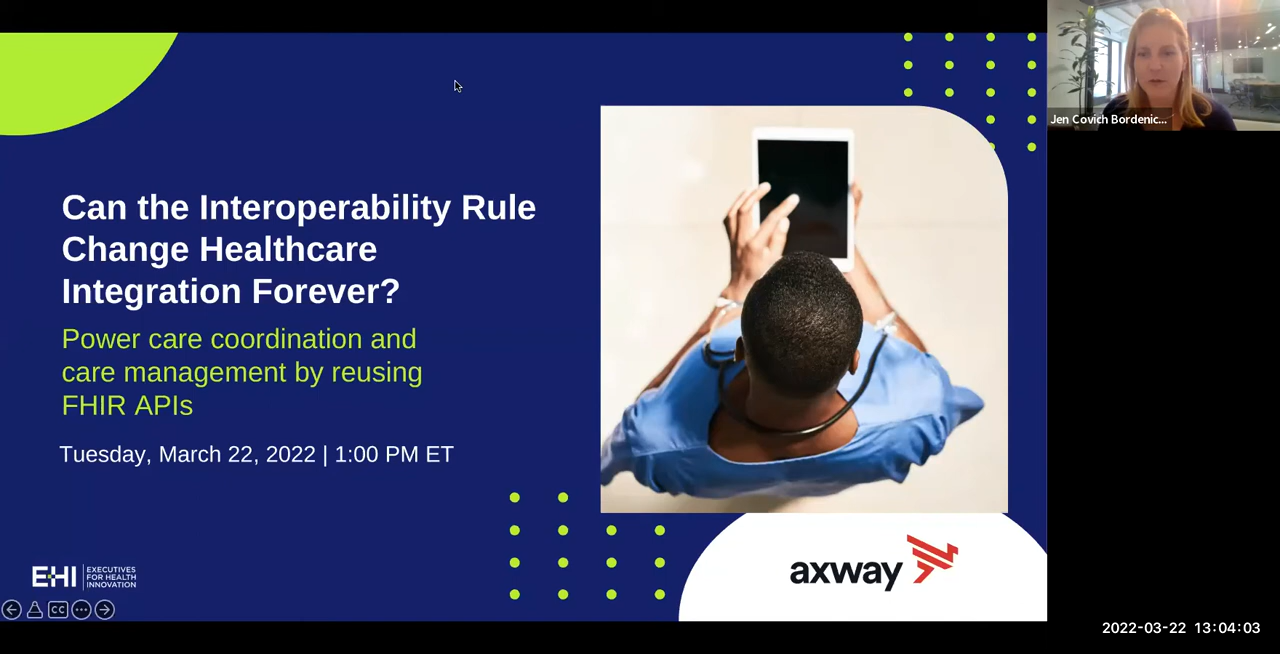 Can the Interoperability Rule
Change Healthcare
Integration Forever?
Power care coordination and
care management by reusing
FHIR APIs
Tuesday, March 22, 2022 | 1:00 PM ET
EHI
EXECUTIVES
FOR HEALTH
INNOVATION
CC
axway
Jen Covich Bordenic...
2022-03-22 13:04:03